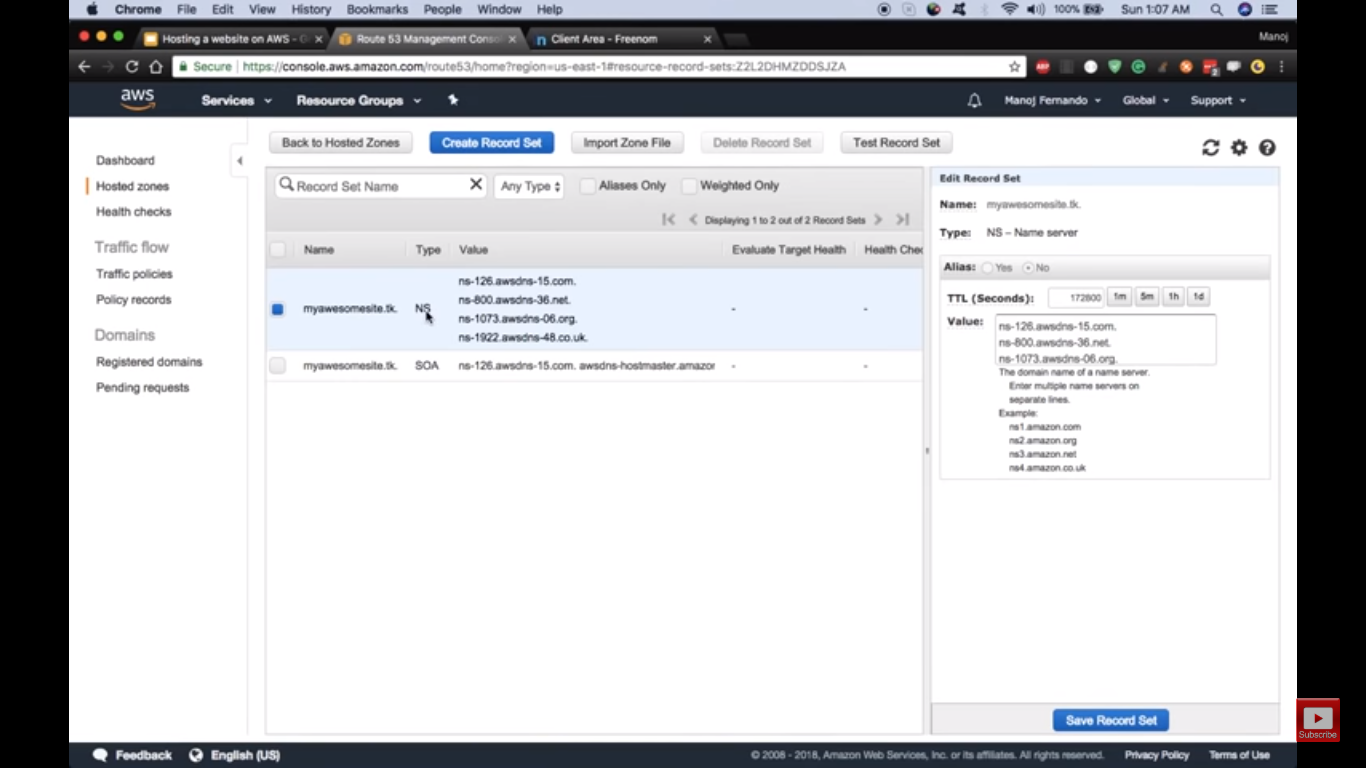 Chrome File Edit View History Bookmarks People Window Help 100% Sun 1:07 AM
Hosting a website on AWS - G Route 53 Management Conso Client Area - Freenom Manoj
Secure https://console.aws.amazon.com/route53/home?region=us-east-1#resource-record-sets:Z2L2DHMZDDSJZA
aws Services Resource Groups Manoj Fernando Global Support
Dashboard
Hosted zones
Health checks
Traffic flow
Traffic policies
Policy records
Domains
Registered domains
Pending requests
Back to Hosted Zones Create Record Set Import Zone File Delete Record Set Test Record Set
Record Set Name Any Type Aliases Only Weighted Only
Displaying 1 to 2 out of 2 Record Sets
Name Type Value Evaluate Target Health Health Chec
ns-126.awsdns-15.com.
ns-800.awsdns-36.net.
myawesomesite.tk. NS - -
ns-1073.awsdns-06.org.
ns-1922.awsdns-48.co.uk.
myawesomesite.tk. SOA ns-126.awsdns-15.com. awsdns-hostmaster.amazor - -
Edit Record Set
Name: myawesomesite.tk.
Type: NS – Name server
Alias: Yes No
TTL (Seconds): 172800 1m 5m 1h 1d
Value: ns-126.awsdns-15.com.
ns-800.awsdns-36.net.
ns-1073.awsdns-06.org.
The domain name of a name server.
Enter multiple name servers on
separate lines.
Example:
ns1.amazon.com
ns2.amazon.org
ns3.amazon.net
ns4.amazon.co.uk
Save Record Set
Subscribe
Feedback English (US) © 2008 - 2018, Amazon Web Services, Inc. or its affiliates. All rights reserved. Privacy Policy Terms of Use